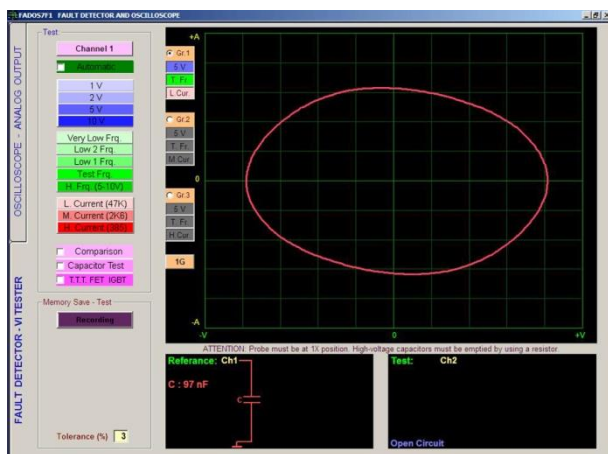 FADOS7F1 FAULT DETECTOR AND OSCILLOSCOPE
OSCILLOSCOPE - ANALOG OUTPUT
FAULT DETECTOR - VI TESTER
Test
Channel 1
Automatic
1 V
2 V
5 V
10 V
Very Low Frq.
Low 2 Frq.
Low 1 Frq.
Test Frq.
H. Frq. (5-10V)
L. Current (47K)
M. Current (2K6)
H. Current (385)
Comparison
Capacitor Test
T.T.T. FET IGBT
Memory Save - Test
Recording
Tolerance (%) 3
Gr.1
5 V
T. Fr
L.Cur
Gr.2
5 V
T. Fr
M.Cur
Gr.3
5 V
T. Fr
H.Cur
1G
+A
0
-A
-V
0
+V
ATTENTION: Probe must be at 1X position. High-voltage capacitors must be emptied by using a resistor
Referance: Ch1
C : 97 nF
C
Test: Ch2
Open Circuit